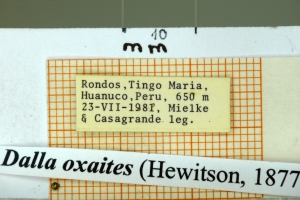 10
mm
Rondos,Tingo Maria,
Huanuco,Peru, 650 m
23-VII-1981, Mielke
& Casagrande leg.
Dalla oxaites (Hewitson, 1877